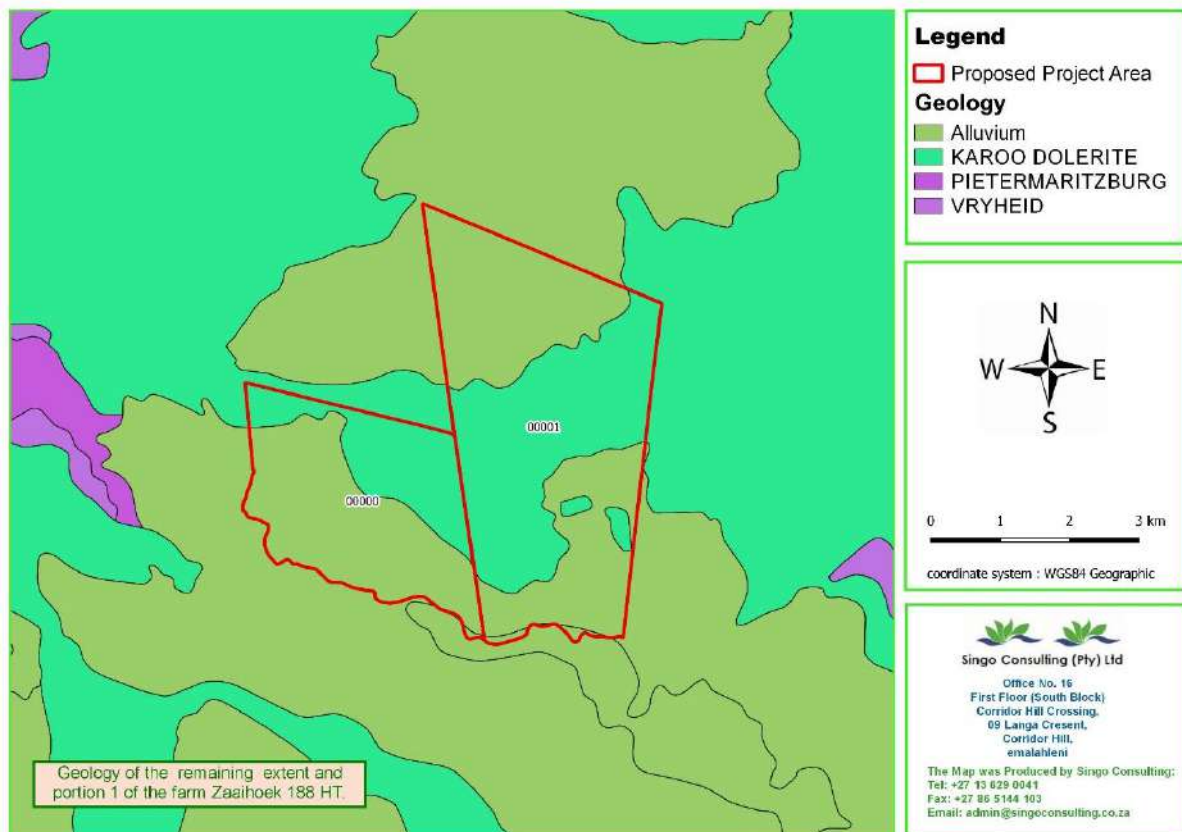 00001
00000
Geology of the remaining extent and
portion 1 of the farm Zaaihoek 188 HT.
Legend
Proposed Project Area
Geology
Alluvium
KAROO DOLERITE
PIETERMARITZBURG
VRYHEID
N
W E
S
0 1 2 3 km
coordinate system : WGS84 Geographic
Singo Consulting (Pty) Ltd
Office No. 16
First Floor (South Block)
Corridor Hill Crossing,
09 Langa Cresent,
Corridor Hill,
emalahleni
The Map was Produced by Singo Consulting:
Tel: +27 13 629 0041
Fax: +27 86 5144 103
Email: admin@singoconsulting.co.za